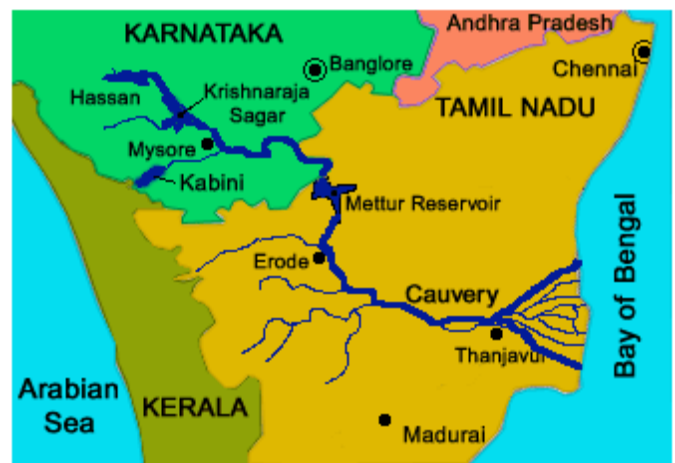 Andhra Pradesh
KARNATAKA
Banglore
Chennai
Hassan
Krishnaraja
Sagar
TAMIL NADU
Mysore
Kabini
Mettur Reservoir
Erode
Cauvery
Bay of Bengal
Thanjavur
Arabian
Sea
KERALA
Madurai